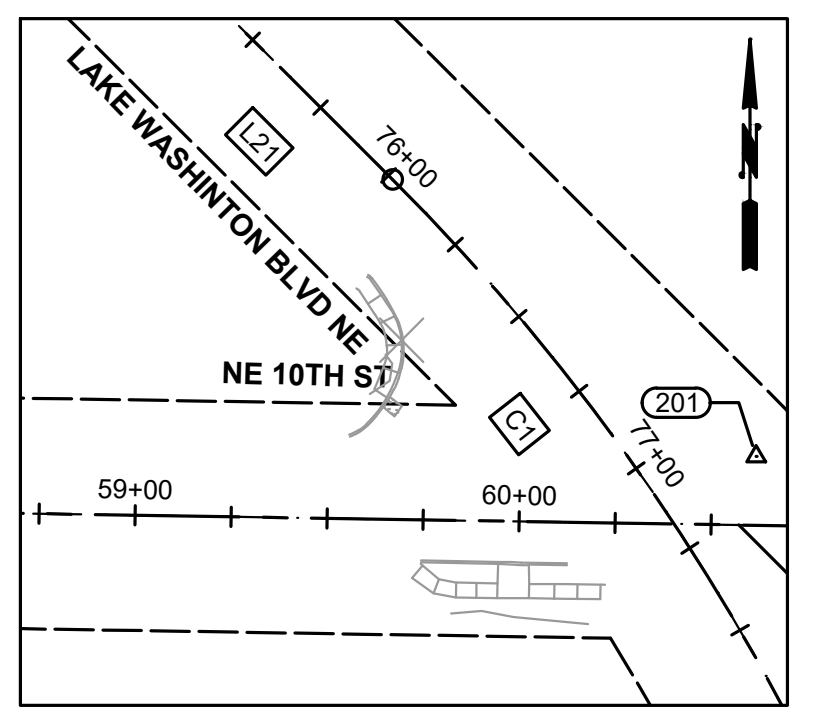 LAKE WASHINTON BLVD NE
L21
76+00
N
NE 10TH ST
C1
201
77+00
59+00
60+00